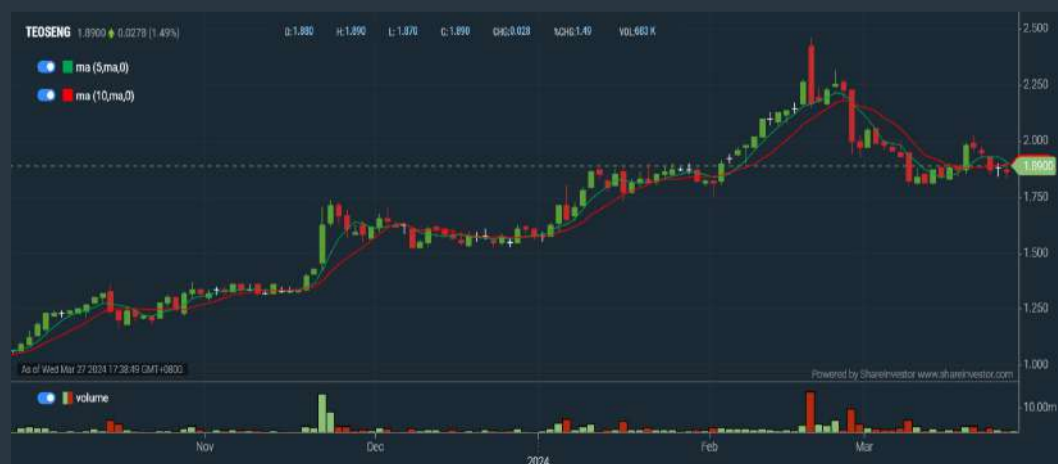 TEOSENG 1.8900 0.0278 (1.49%) O:1.880 H:1.890 L:1.870 C:1.890 CHG:0.028 %CHG:1.49 VOL:683 K
ma (5,ma,0)
ma (10,ma,0)
2.500
2.250
2.000
1.8900
1.750
1.500
1.250
1.000
As of Wed Mar 27 2024 17:38:49 GMT+0800
Powered by ShareInvestor www.shareinvestor.com
volume
10.00m
Nov Dec 2024 Feb Mar